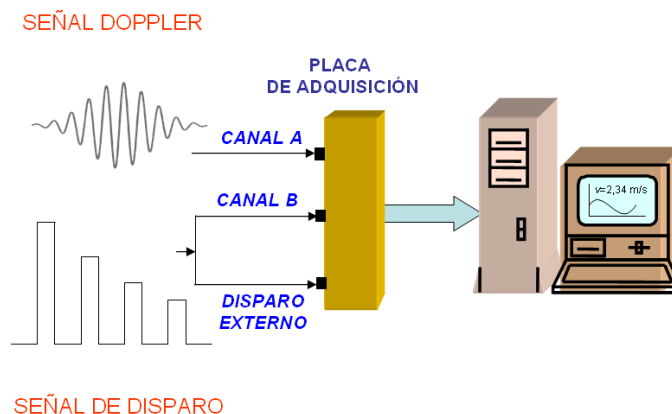 SEÑAL DOPPLER
PLACA
DE ADQUISICIÓN
CANAL A
CANAL B
v=2,34 m/s
DISPARO
EXTERNO
SEÑAL DE DISPARO